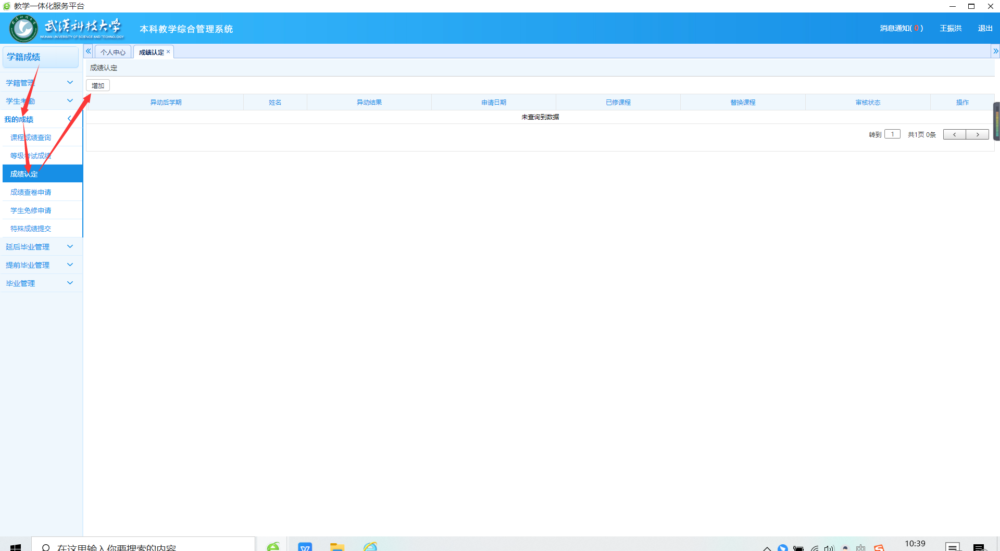 教学一体化服务平台
武漢科技大学
WUHAN UNIVERSITY OF SCIENCE AND TECHNOLOGY
本科教学综合管理系统
消息通知(0) 王振洪 退出
学籍成绩
个人中心 成绩认定
成绩认定
学籍管理
增加
学生考勤
异动后学期 姓名 异动结果 申请日期 已修课程 替换课程 审核状态 操作
未查询到数据
我的成绩
转到 1 共1页 0条
课程成绩查询
等级考试成绩
成绩认定
成绩查卷申请
学生免修申请
特殊成绩提交
延后毕业管理
提前毕业管理
毕业管理
在这里输入你要搜索的内容
中
10:39